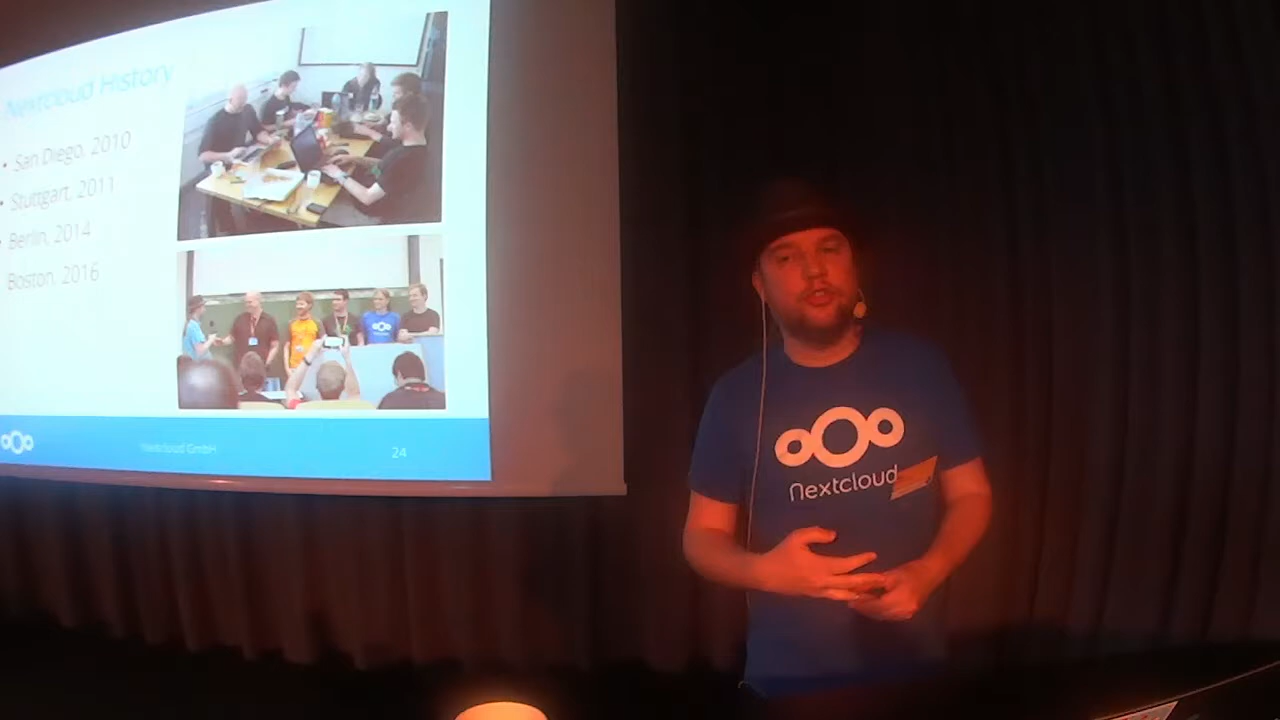 Nextcloud History
• San Diego, 2010
• Stuttgart, 2011
• Berlin, 2014
Boston, 2016
Nextcloud GmbH
24
Nextcloud